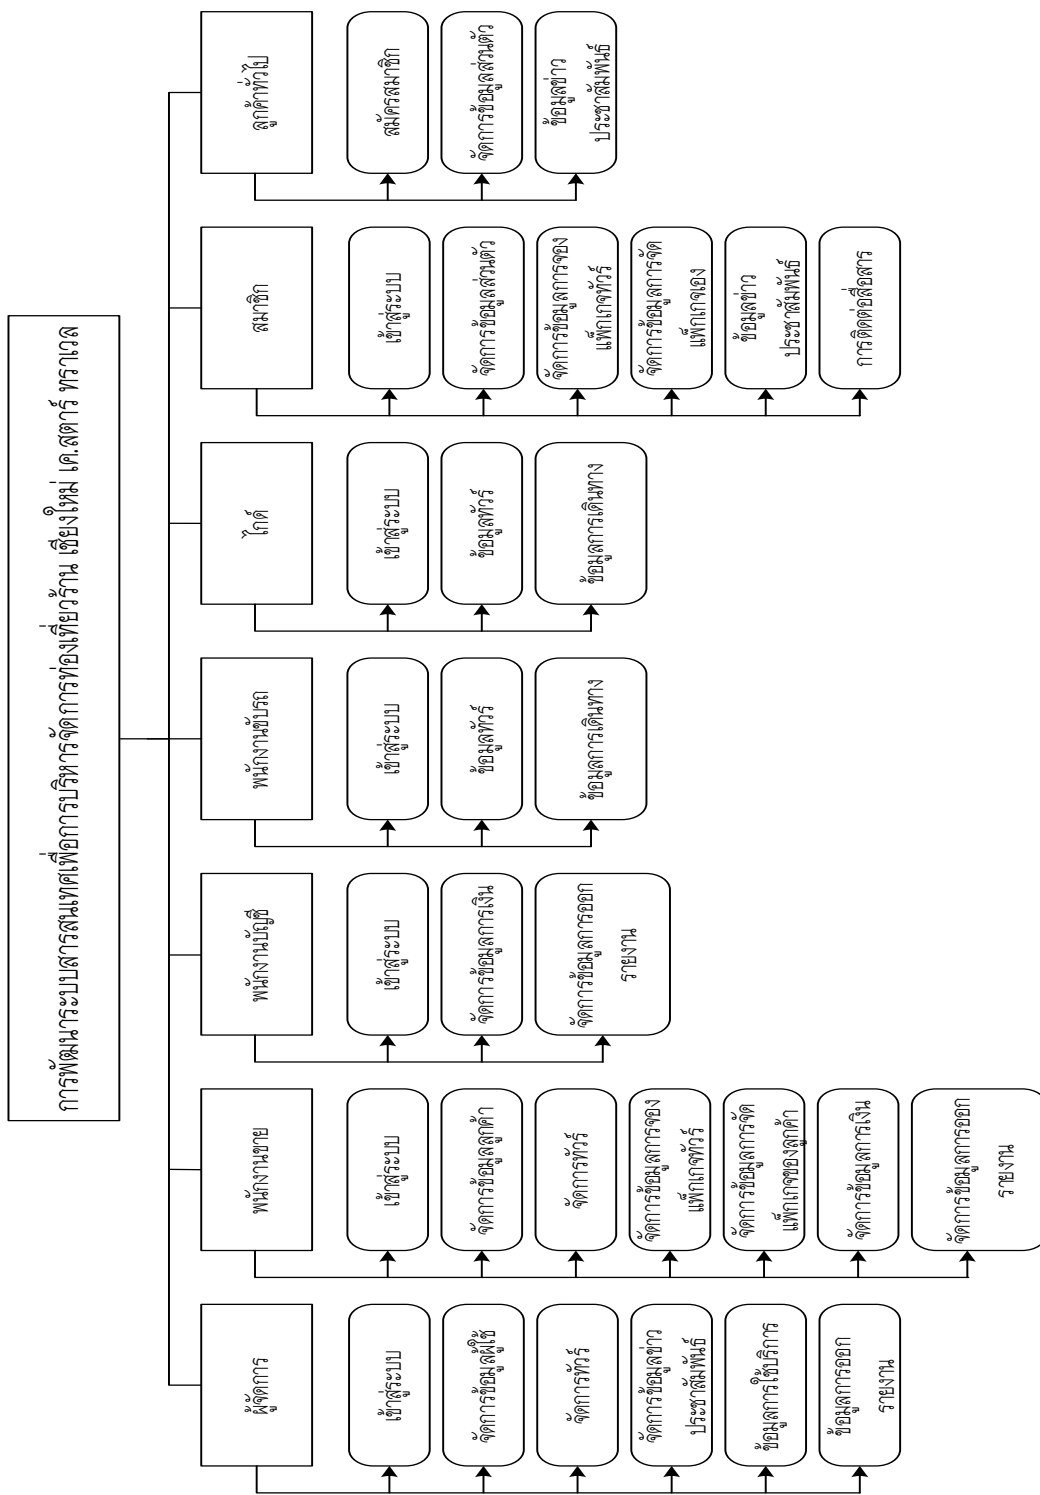 การพัฒนาระบบสารสนเทศเพื่อการบริหารจัดการท่องเที่ยวร้าน เชียงใหม่ เค.สตาร์ ทราเวล
ผู้จัดการ
เข้าสู่ระบบ
จัดการข้อมูลผู้ใช้
จัดการทัวร์
จัดการข้อมูลข่าว
ประชาสัมพันธ์
ข้อมูลการใช้บริการ
ข้อมูลการออก
รายงาน
พนักงานขาย
เข้าสู่ระบบ
จัดการข้อมูลลูกค้า
จัดการทัวร์
จัดการข้อมูลการจอง
แพ็กเกจทัวร์
จัดการข้อมูลการจัด
แพ็กเกจของลูกค้า
จัดการข้อมูลการเงิน
จัดการข้อมูลการออก
รายงาน
พนักงานบัญชี
เข้าสู่ระบบ
จัดการข้อมูลการเงิน
จัดการข้อมูลการออก
รายงาน
พนักงานขับรถ
เข้าสู่ระบบ
ข้อมูลทัวร์
ข้อมูลการเดินทาง
ไกด์
เข้าสู่ระบบ
ข้อมูลทัวร์
ข้อมูลการเดินทาง
สมาชิก
เข้าสู่ระบบ
จัดการข้อมูลส่วนตัว
จัดการข้อมูลการจอง
แพ็กเกจทัวร์
จัดการข้อมูลการจัด
แพ็กเกจเอง
ข้อมูลข่าว
ประชาสัมพันธ์
การติดต่อสื่อสาร
ลูกค้าทั่วไป
สมัครสมาชิก
จัดการข้อมูลส่วนตัว
ข้อมูลข่าว
ประชาสัมพันธ์